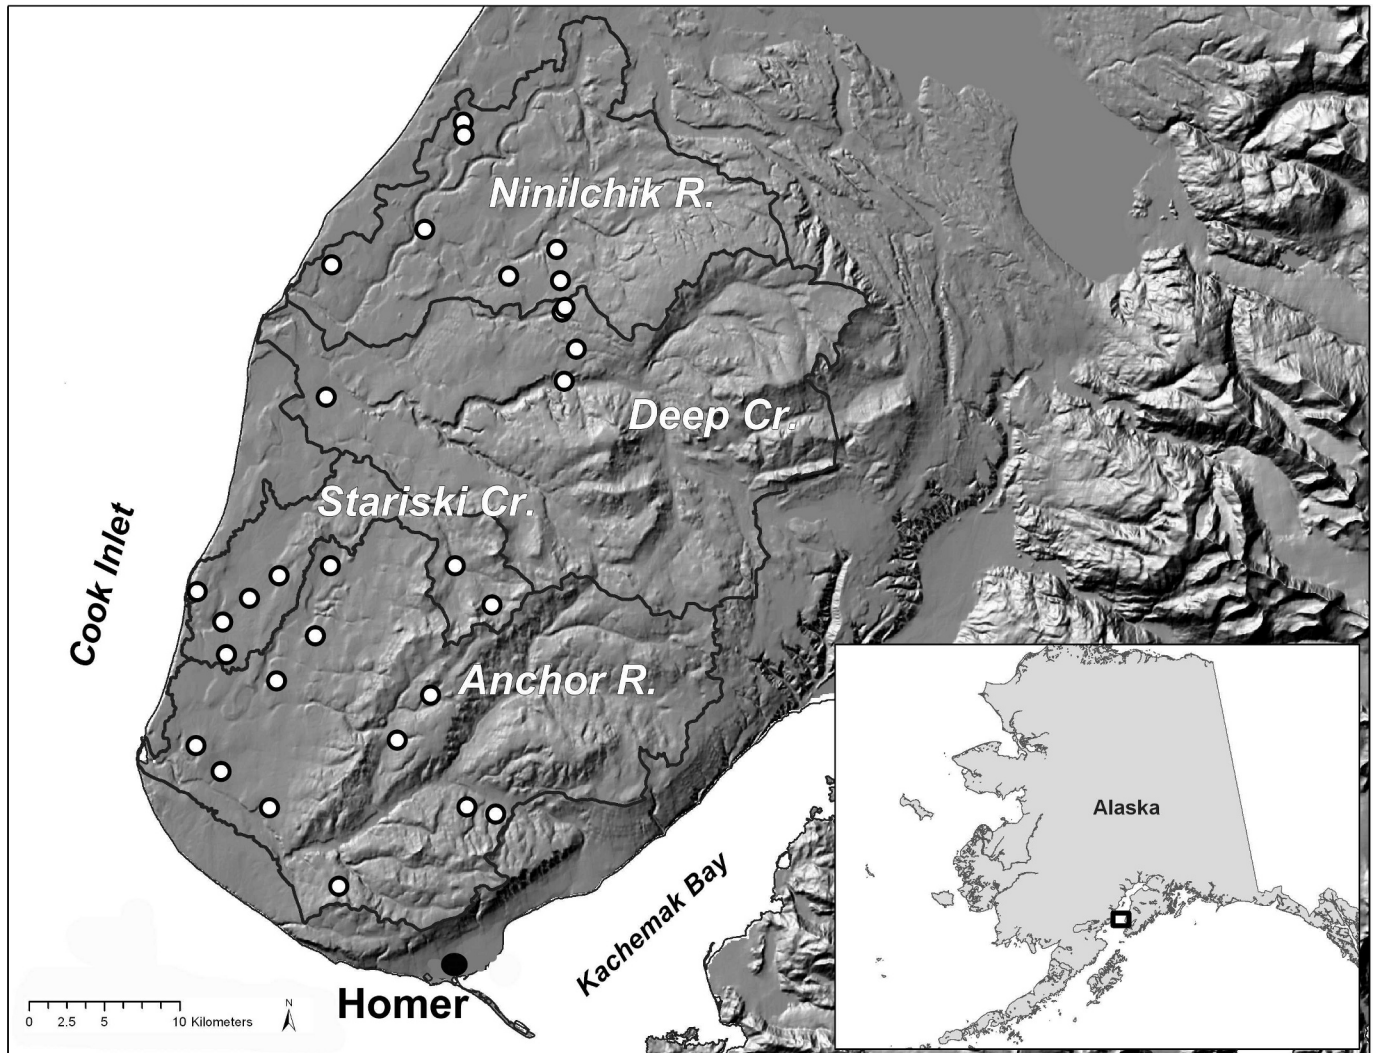 Ninilchik R.
Deep Cr.
Stariski Cr.
Cook Inlet
Anchor R.
Alaska
Kachemak Bay
Homer
N
0 2.5 5 10 Kilometers